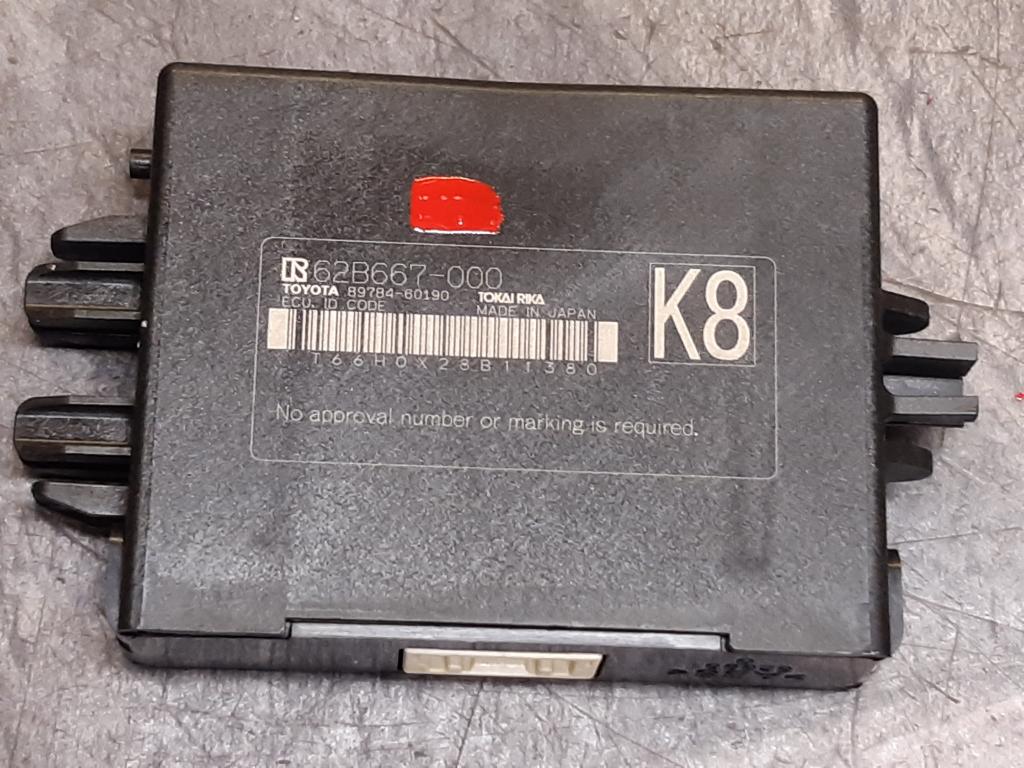 62B667-000
TOYOTA 89784-60190 TOKAI RIKA
ECU. ID CODE MADE IN JAPAN
K8
T66H0X28B11380
No approval number or marking is required.